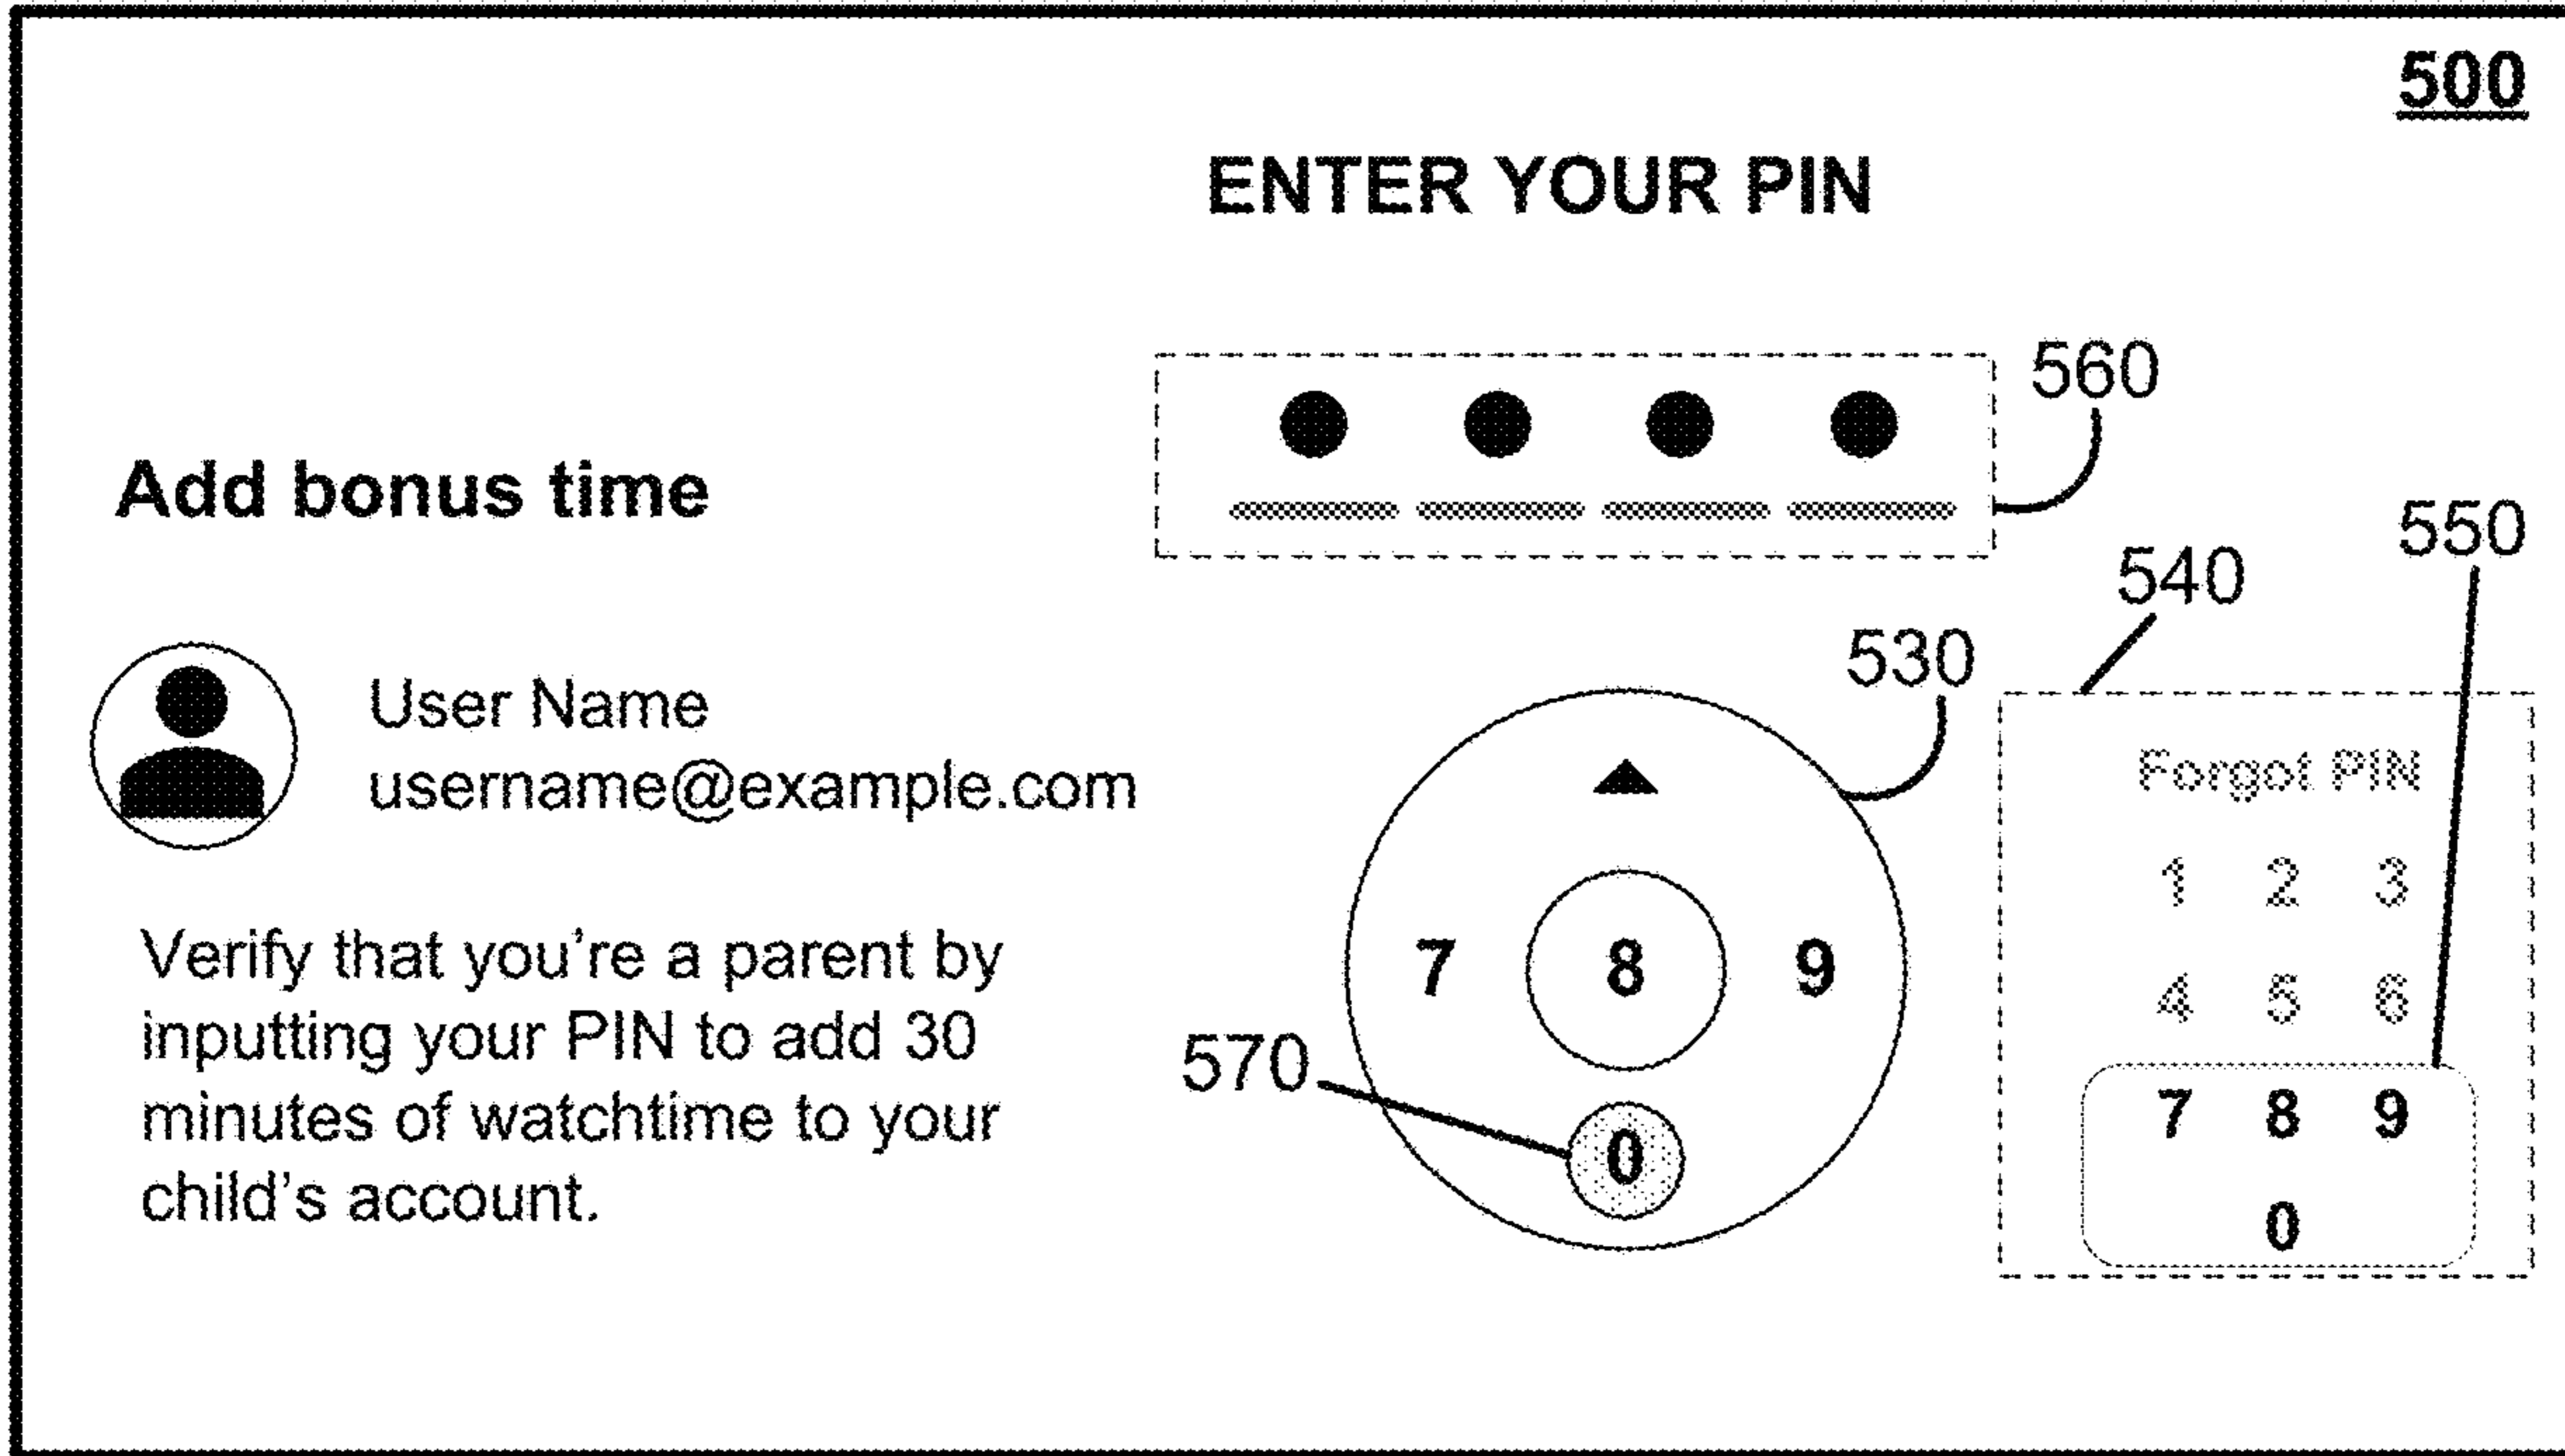 500
ENTER YOUR PIN
560
Add bonus time
550
540
530
User Name
username@example.com
Forgot PIN
1 2 3
7 8 9
4 5 6
Verify that you're a parent by
inputting your PIN to add 30
minutes of watchtime to your
child's account.
570
0
7 8 9
0